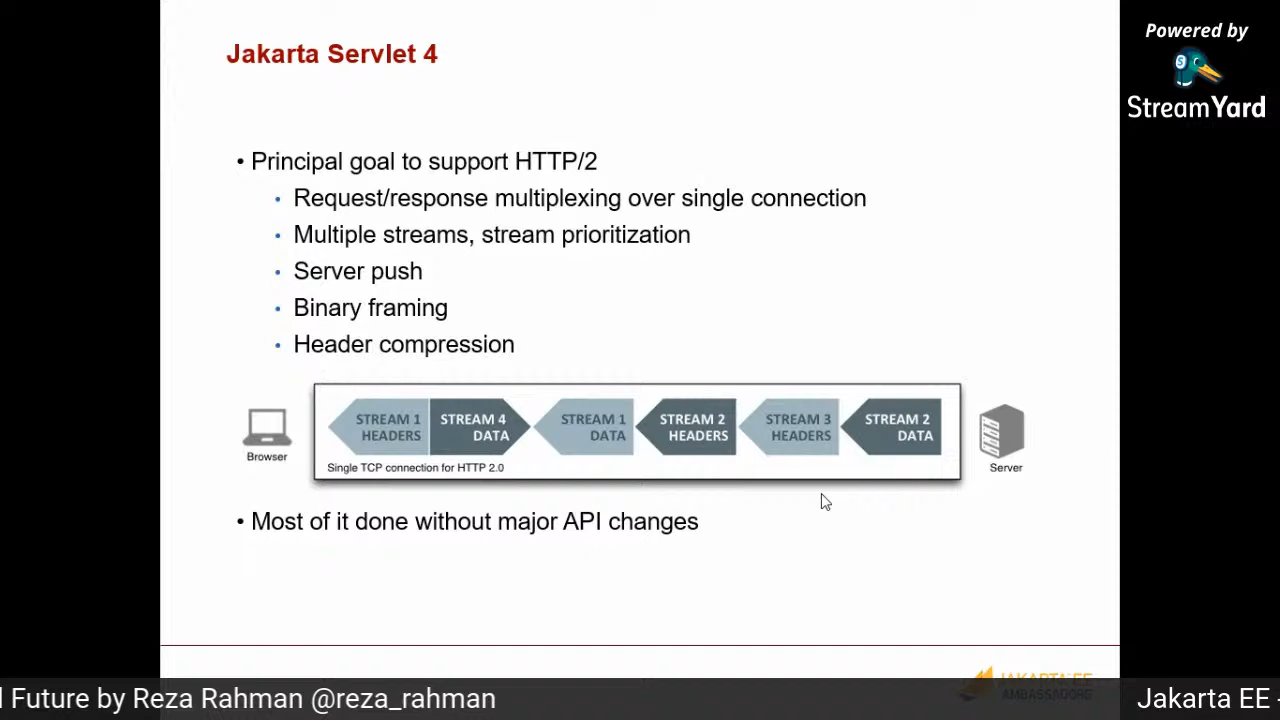 Jakarta Servlet 4
Powered by
StreamYard
• Principal goal to support HTTP/2
• Request/response multiplexing over single connection
• Multiple streams, stream prioritization
• Server push
• Binary framing
• Header compression
STREAM 1 HEADERS
STREAM 4 DATA
STREAM 1 DATA
STREAM 2 HEADERS
STREAM 3 HEADERS
STREAM 2 DATA
Browser
Single TCP connection for HTTP 2.0
Server
• Most of it done without major API changes
JAKARTA EE
AMBASSADORS
Future by Reza Rahman @reza_rahman
Jakarta EE -